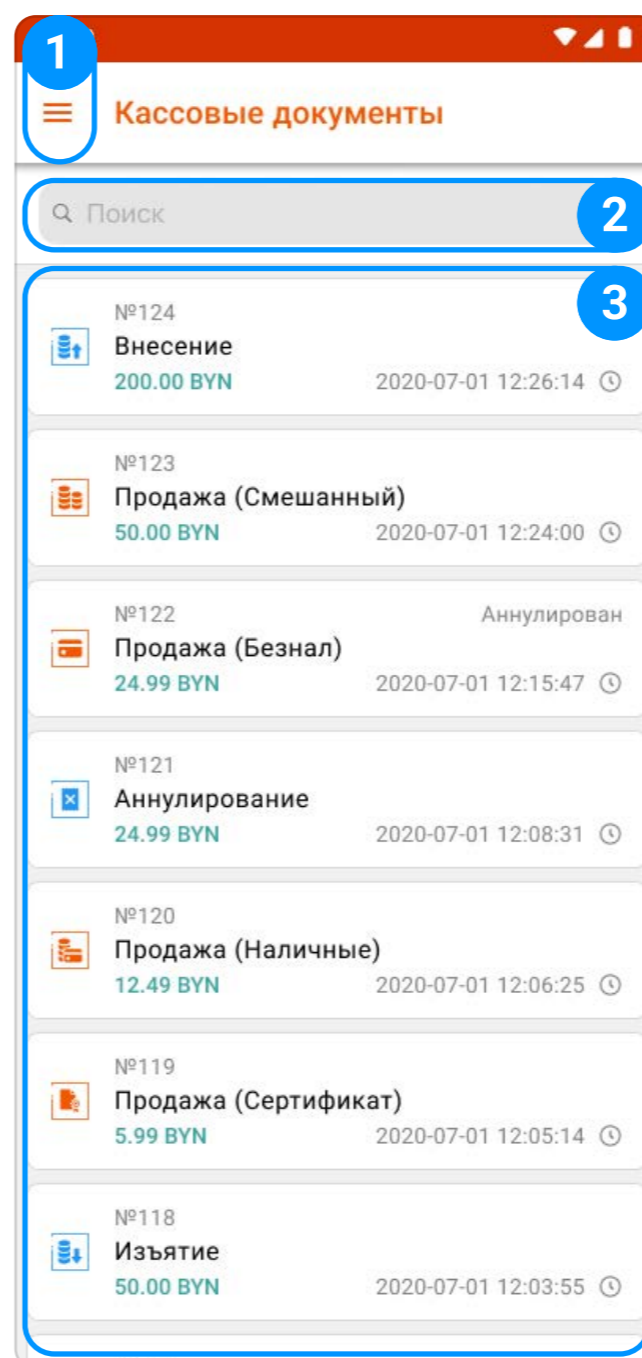 1
Кассовые документы
Поиск
2
3
№124
Внесение
200.00 BYN 2020-07-01 12:26:14
№123
Продажа (Смешанный)
50.00 BYN 2020-07-01 12:24:00
№122 Аннулирован
Продажа (Безнал)
24.99 BYN 2020-07-01 12:15:47
№121
Аннулирование
24.99 BYN 2020-07-01 12:08:31
№120
Продажа (Наличные)
12.49 BYN 2020-07-01 12:06:25
№119
Продажа (Сертификат)
5.99 BYN 2020-07-01 12:05:14
№118
Изъятие
50.00 BYN 2020-07-01 12:03:55